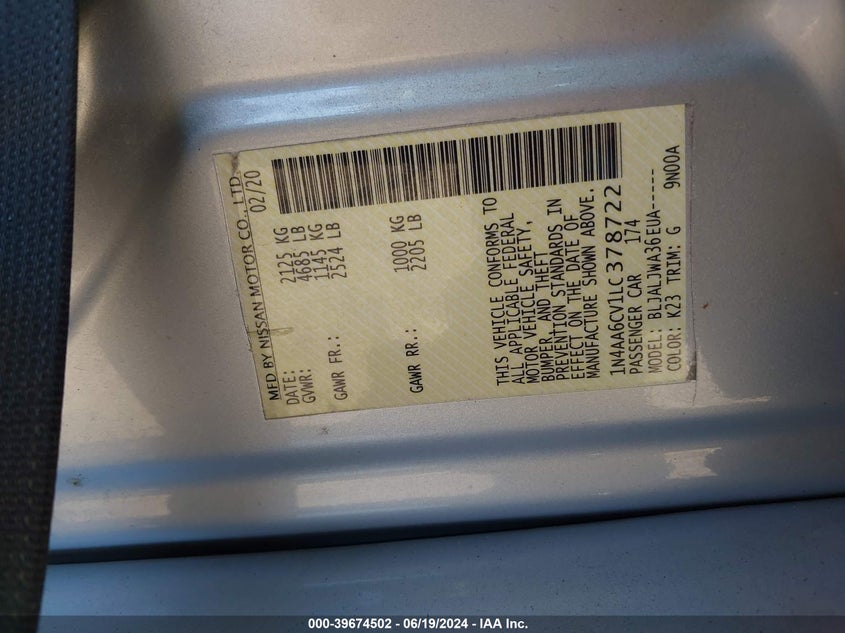 MFD BY NISSAN MOTOR CO., LTD.
DATE: 02/20
GVWR: 2125 KG
4685 LB
GAWR FR.: 1145 KG
2524 LB
GAWR RR.: 1000 KG
2205 LB
THIS VEHICLE CONFORMS TO
ALL APPLICABLE FEDERAL
MOTOR VEHICLE SAFETY,
BUMPER, AND THEFT
PREVENTION STANDARDS IN
EFFECT ON THE DATE OF
MANUFACTURE SHOWN ABOVE.
1N4AA6CV1LC378722
PASSENGER CAR 174
MODEL: BLJALJWA36EUA-----
COLOR: K23 TRIM: G 9N00A
000-39674502 - 06/19/2024 - IAA Inc.